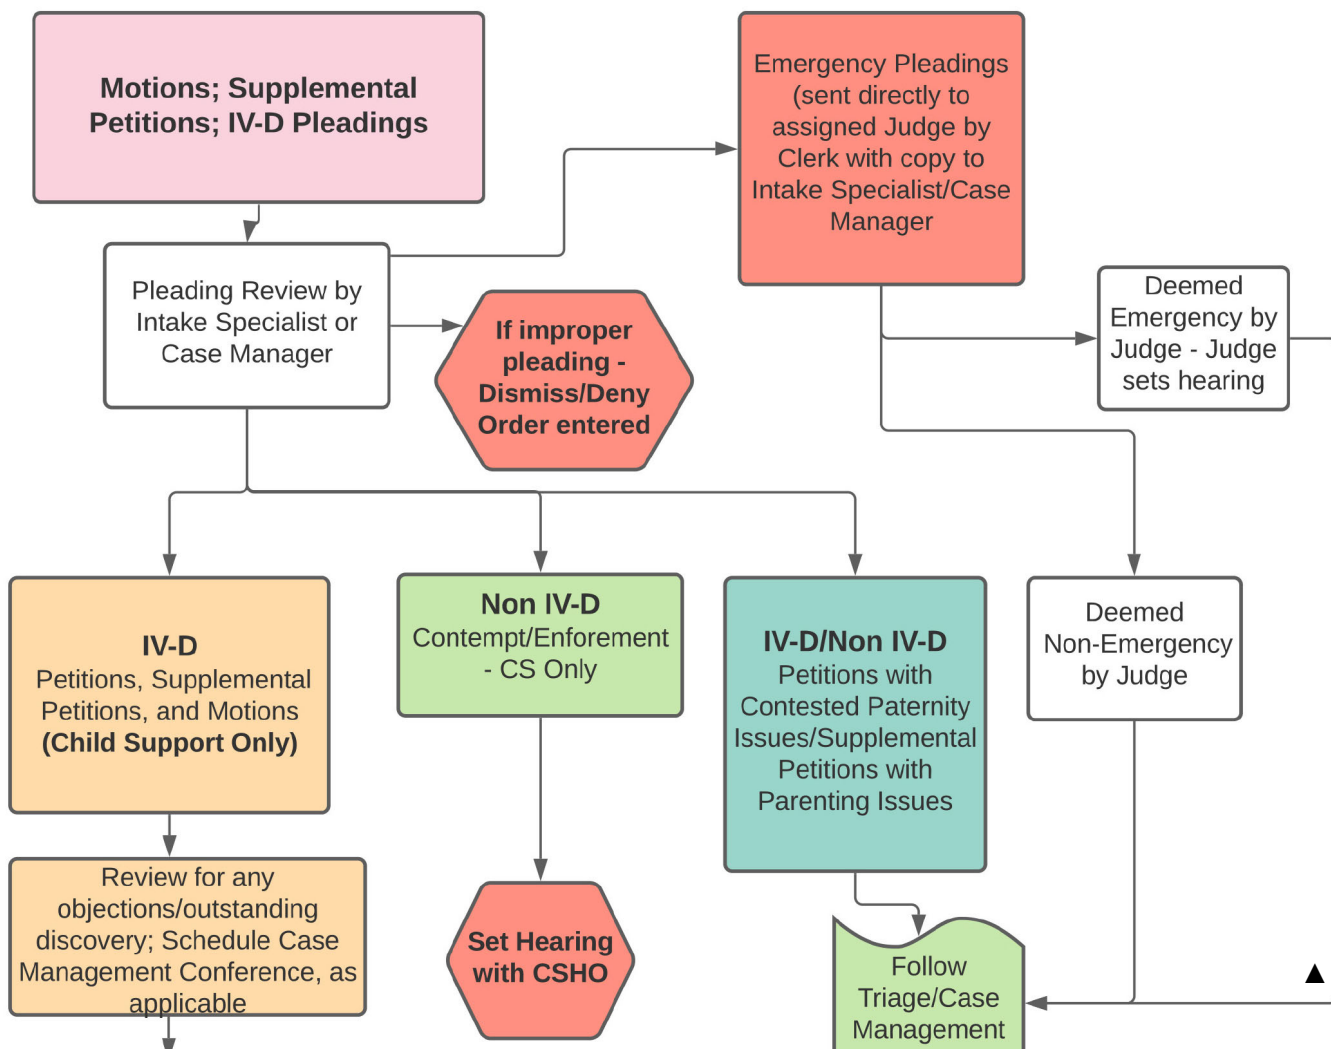 Motions; Supplemental
Petitions; IV-D Pleadings
Emergency Pleadings
(sent directly to
assigned Judge by
Clerk with copy to
Intake Specialist/Case
Manager
Pleading Review by
Intake Specialist or
Case Manager
If improper
pleading -
Dismiss/Deny
Order entered
Deemed
Emergency by
Judge - Judge
sets hearing
IV-D
Petitions, Supplemental
Petitions, and Motions
(Child Support Only)
Non IV-D
Contempt/Enforement
- CS Only
IV-D/Non IV-D
Petitions with
Contested Paternity
Issues/Supplemental
Petitions with
Parenting Issues
Deemed
Non-Emergency
by Judge
Review for any
objections/outstanding
discovery; Schedule Case
Management Conference, as
applicable
Set Hearing
with CSHO
Follow
Triage/Case
Management